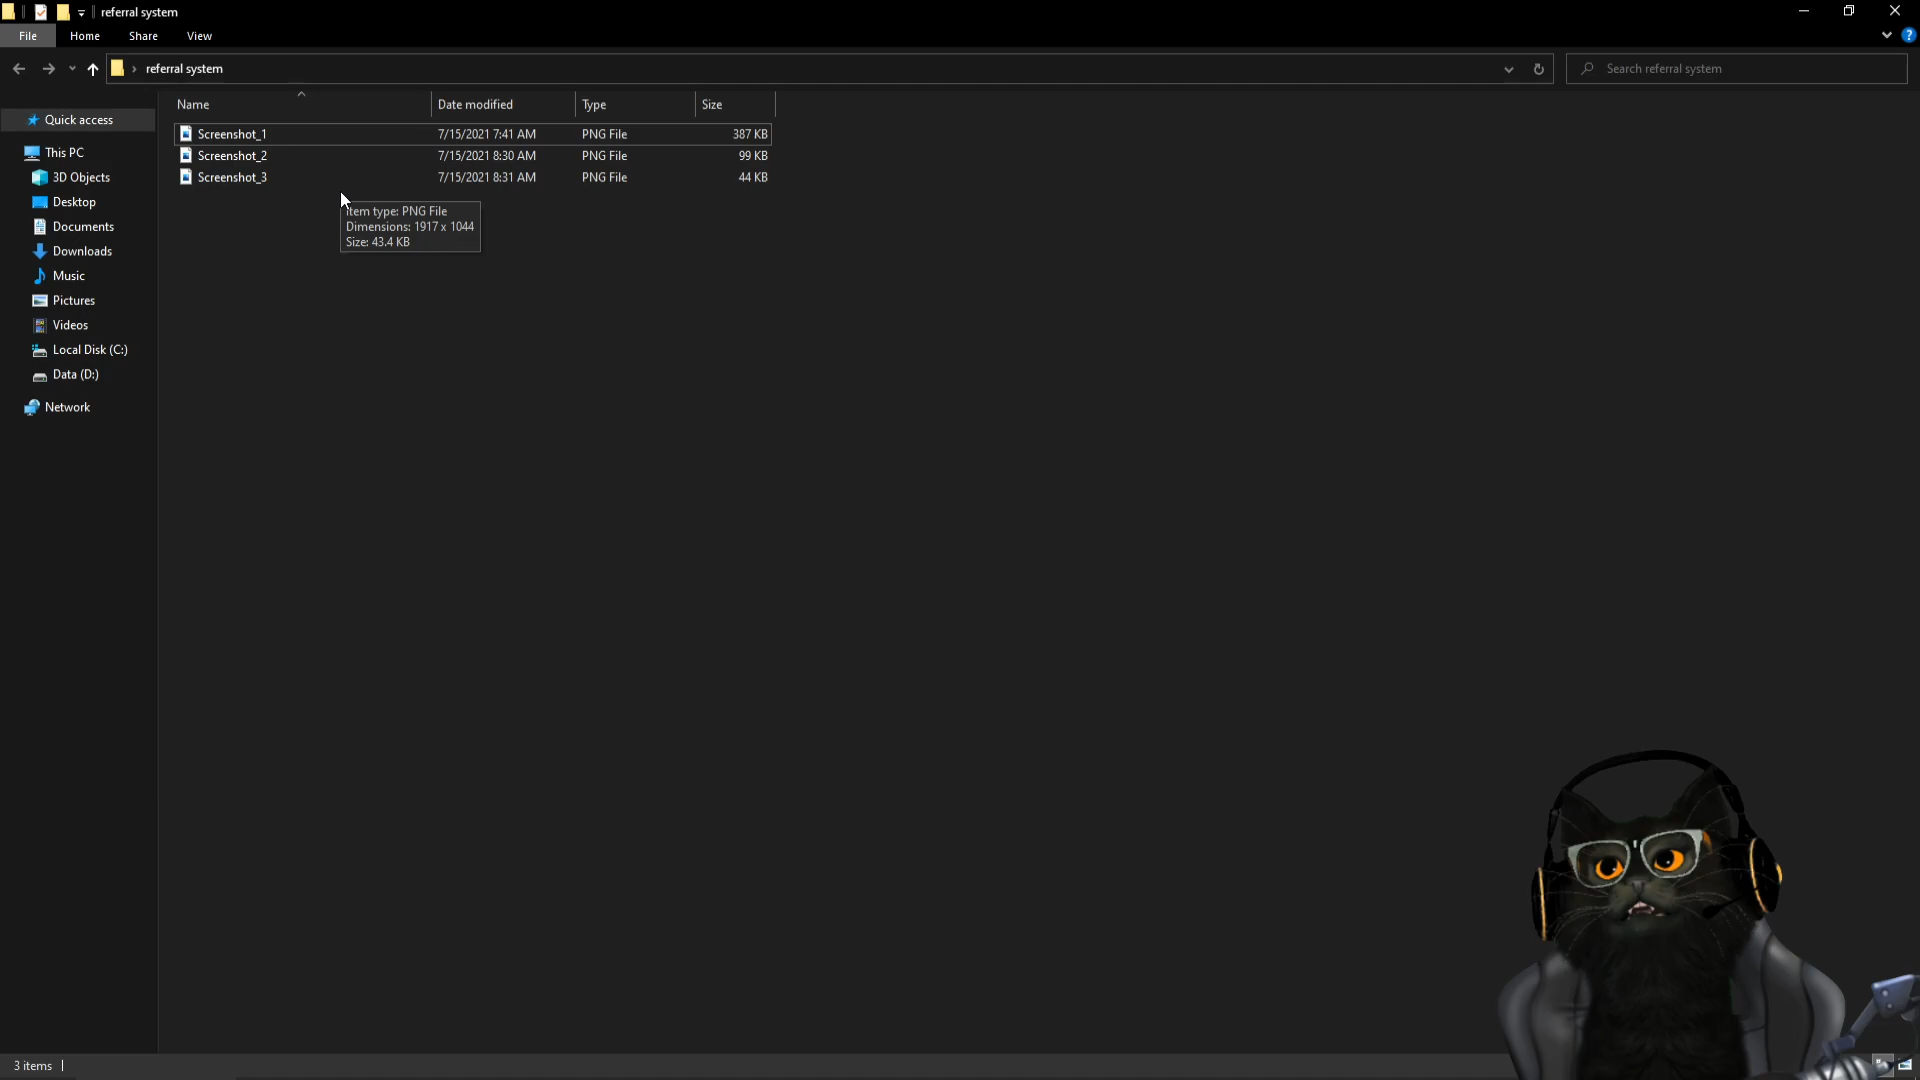 referral system
File Home Share View
?
referral system Search referral system
Name Date modified Type Size
Quick access
This PC
3D Objects
Desktop
Documents
Downloads
Music
Pictures
Videos
Local Disk (C:)
Data (D:)
Network
Screenshot_1 7/15/2021 7:41 AM PNG File 387 KB
Screenshot_2 7/15/2021 8:30 AM PNG File 99 KB
Screenshot_3 7/15/2021 8:31 AM PNG File 44 KB
Item type: PNG File
Dimensions: 1917 x 1044
Size: 43.4 KB
3 items